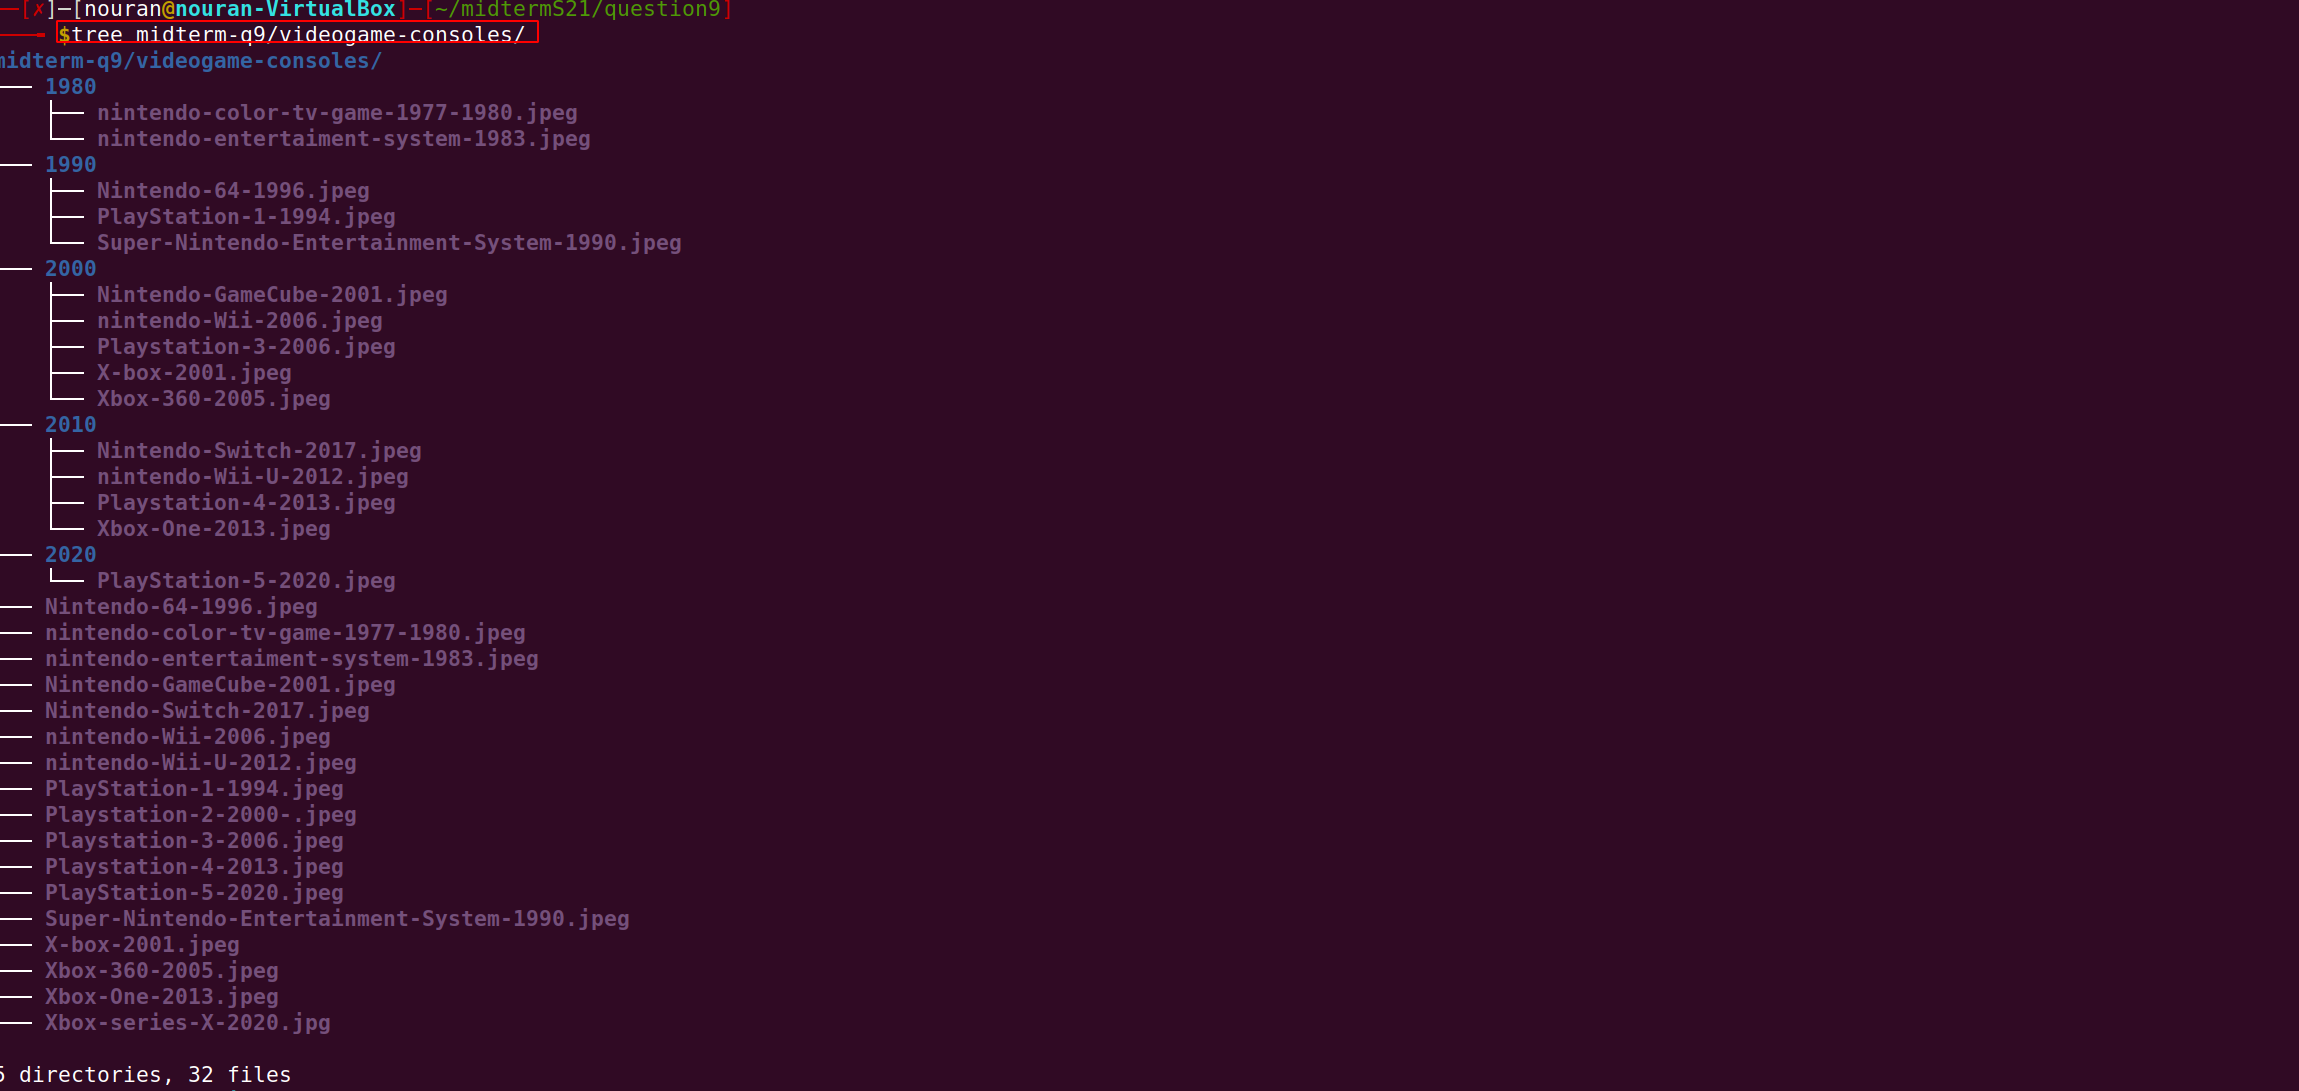 ─[✗]─[nouran@nouran-VirtualBox]─[~/midtermS21/question9]
──╼ $tree midterm-q9/videogame-consoles/
midterm-q9/videogame-consoles/
─── 1980
    ├── nintendo-color-tv-game-1977-1980.jpeg
    └── nintendo-entertaiment-system-1983.jpeg
─── 1990
    ├── Nintendo-64-1996.jpeg
    ├── PlayStation-1-1994.jpeg
    └── Super-Nintendo-Entertainment-System-1990.jpeg
─── 2000
    ├── Nintendo-GameCube-2001.jpeg
    ├── nintendo-Wii-2006.jpeg
    ├── Playstation-3-2006.jpeg
    ├── X-box-2001.jpeg
    └── Xbox-360-2005.jpeg
─── 2010
    ├── Nintendo-Switch-2017.jpeg
    ├── nintendo-Wii-U-2012.jpeg
    ├── Playstation-4-2013.jpeg
    └── Xbox-One-2013.jpeg
─── 2020
    └── PlayStation-5-2020.jpeg
─── Nintendo-64-1996.jpeg
─── nintendo-color-tv-game-1977-1980.jpeg
─── nintendo-entertaiment-system-1983.jpeg
─── Nintendo-GameCube-2001.jpeg
─── Nintendo-Switch-2017.jpeg
─── nintendo-Wii-2006.jpeg
─── nintendo-Wii-U-2012.jpeg
─── PlayStation-1-1994.jpeg
─── Playstation-2-2000-.jpeg
─── Playstation-3-2006.jpeg
─── Playstation-4-2013.jpeg
─── PlayStation-5-2020.jpeg
─── Super-Nintendo-Entertainment-System-1990.jpeg
─── X-box-2001.jpeg
─── Xbox-360-2005.jpeg
─── Xbox-One-2013.jpeg
─── Xbox-series-X-2020.jpg
5 directories, 32 files